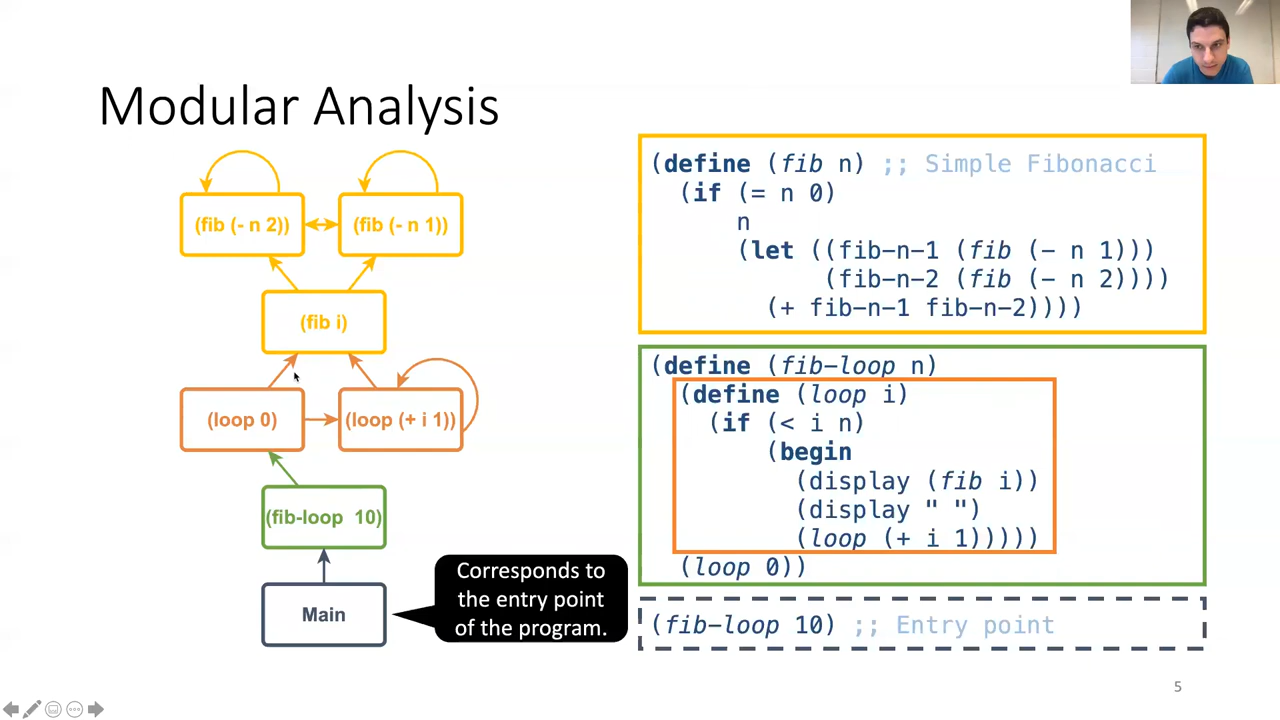 Modular Analysis
(fib (- n 2))
(fib (- n 1))
(fib i)
(loop 0)
(loop (+ i 1))
(fib-loop 10)
Main
Corresponds to
the entry point
of the program.
(define (fib n) ;; Simple Fibonacci
(if (= n 0)
n
(let ((fib-n-1 (fib (- n 1)))
(fib-n-2 (fib (- n 2))))
(+ fib-n-1 fib-n-2))))
(define (fib-loop n)
(define (loop i)
(if (< i n)
(begin
(display (fib i))
(display " ")
(loop (+ i 1)))))
(loop 0))
(fib-loop 10) ;; Entry point
5